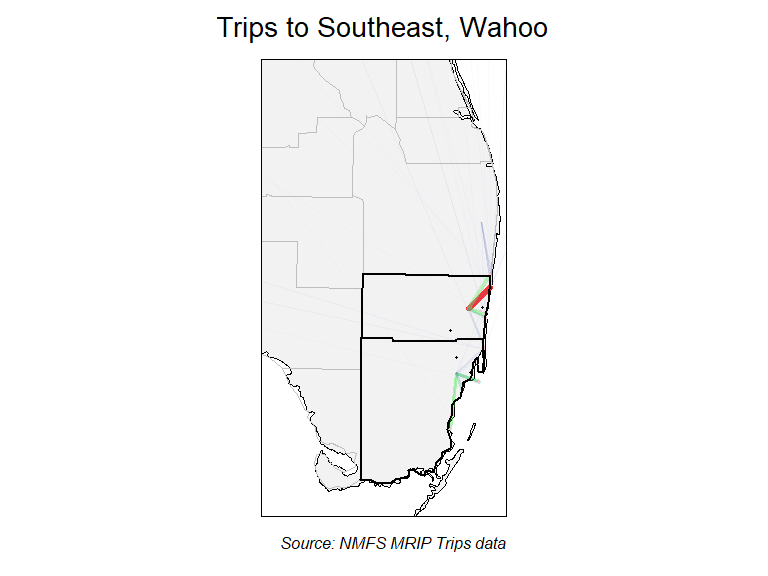 Trips to Southeast, Wahoo
Source: NMFS MRIP Trips data